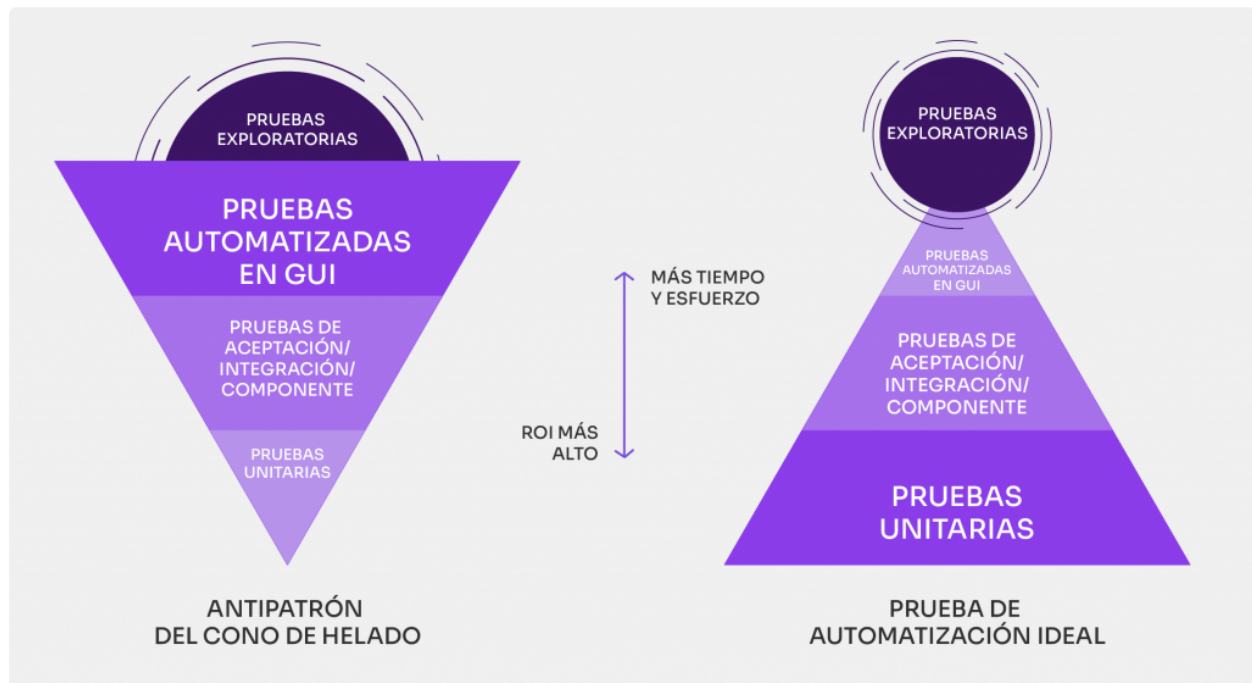 PRUEBAS
EXPLORATORIAS
PRUEBAS
AUTOMATIZADAS
EN GUI
PRUEBAS DE
ACEPTACIÓN/
INTEGRACIÓN/
COMPONENTE
PRUEBAS
UNITARIAS
ANTIPATRÓN
DEL CONO DE HELADO
MÁS TIEMPO
Y ESFUERZO
ROI MÁS
ALTO
PRUEBAS
EXPLORATORIAS
PRUEBAS
AUTOMATIZADAS
EN GUI
PRUEBAS DE
ACEPTACIÓN/
INTEGRACIÓN/
COMPONENTE
PRUEBAS
UNITARIAS
PRUEBA DE
AUTOMATIZACIÓN IDEAL